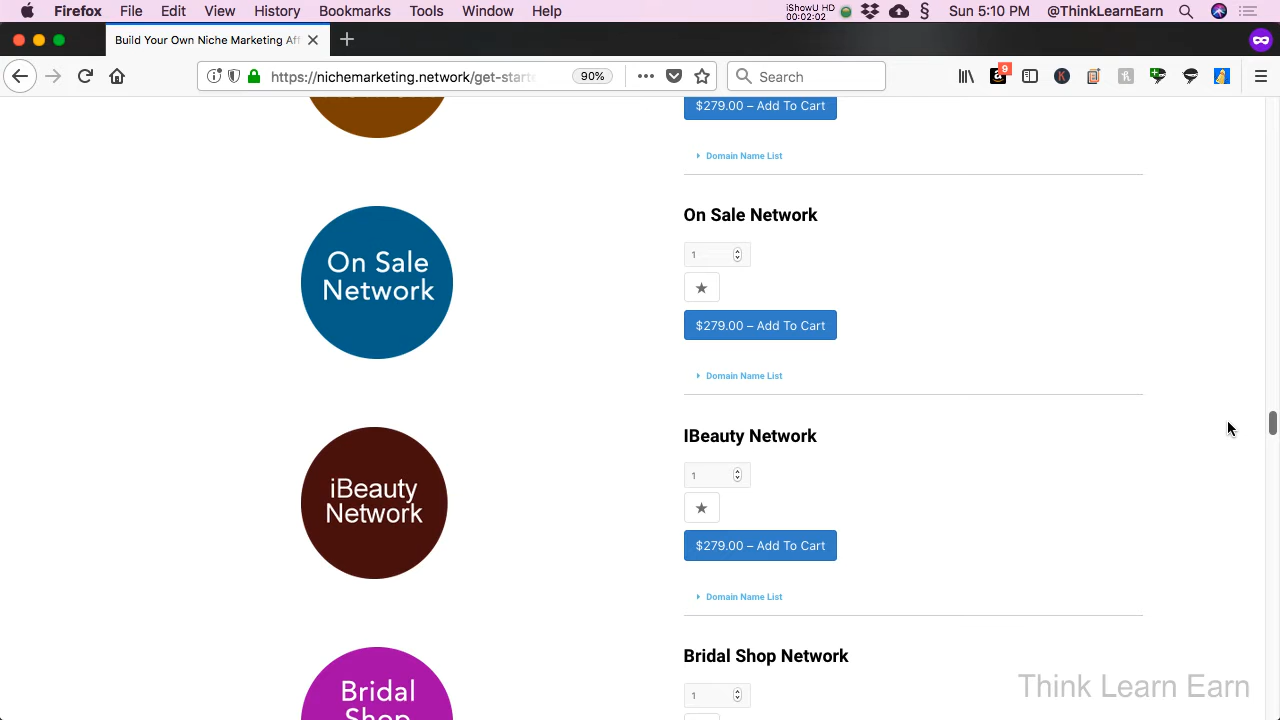 Firefox File Edit View History Bookmarks Tools Window Help iShowU HD 00:02:02 Sun 5:10 PM @ThinkLearnEarn
Build Your Own Niche Marketing Aff
https://nichemarketing.network/get-starte 90% Search 9
$279.00 – Add To Cart
Domain Name List
On Sale Network
On Sale
Network
1
$279.00 – Add To Cart
Domain Name List
IBeauty Network
iBeauty
Network
1
$279.00 – Add To Cart
Domain Name List
Bridal Shop Network
Bridal
Shop
1
Think Learn Earn